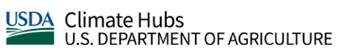 USDA Climate Hubs
U.S. DEPARTMENT OF AGRICULTURE